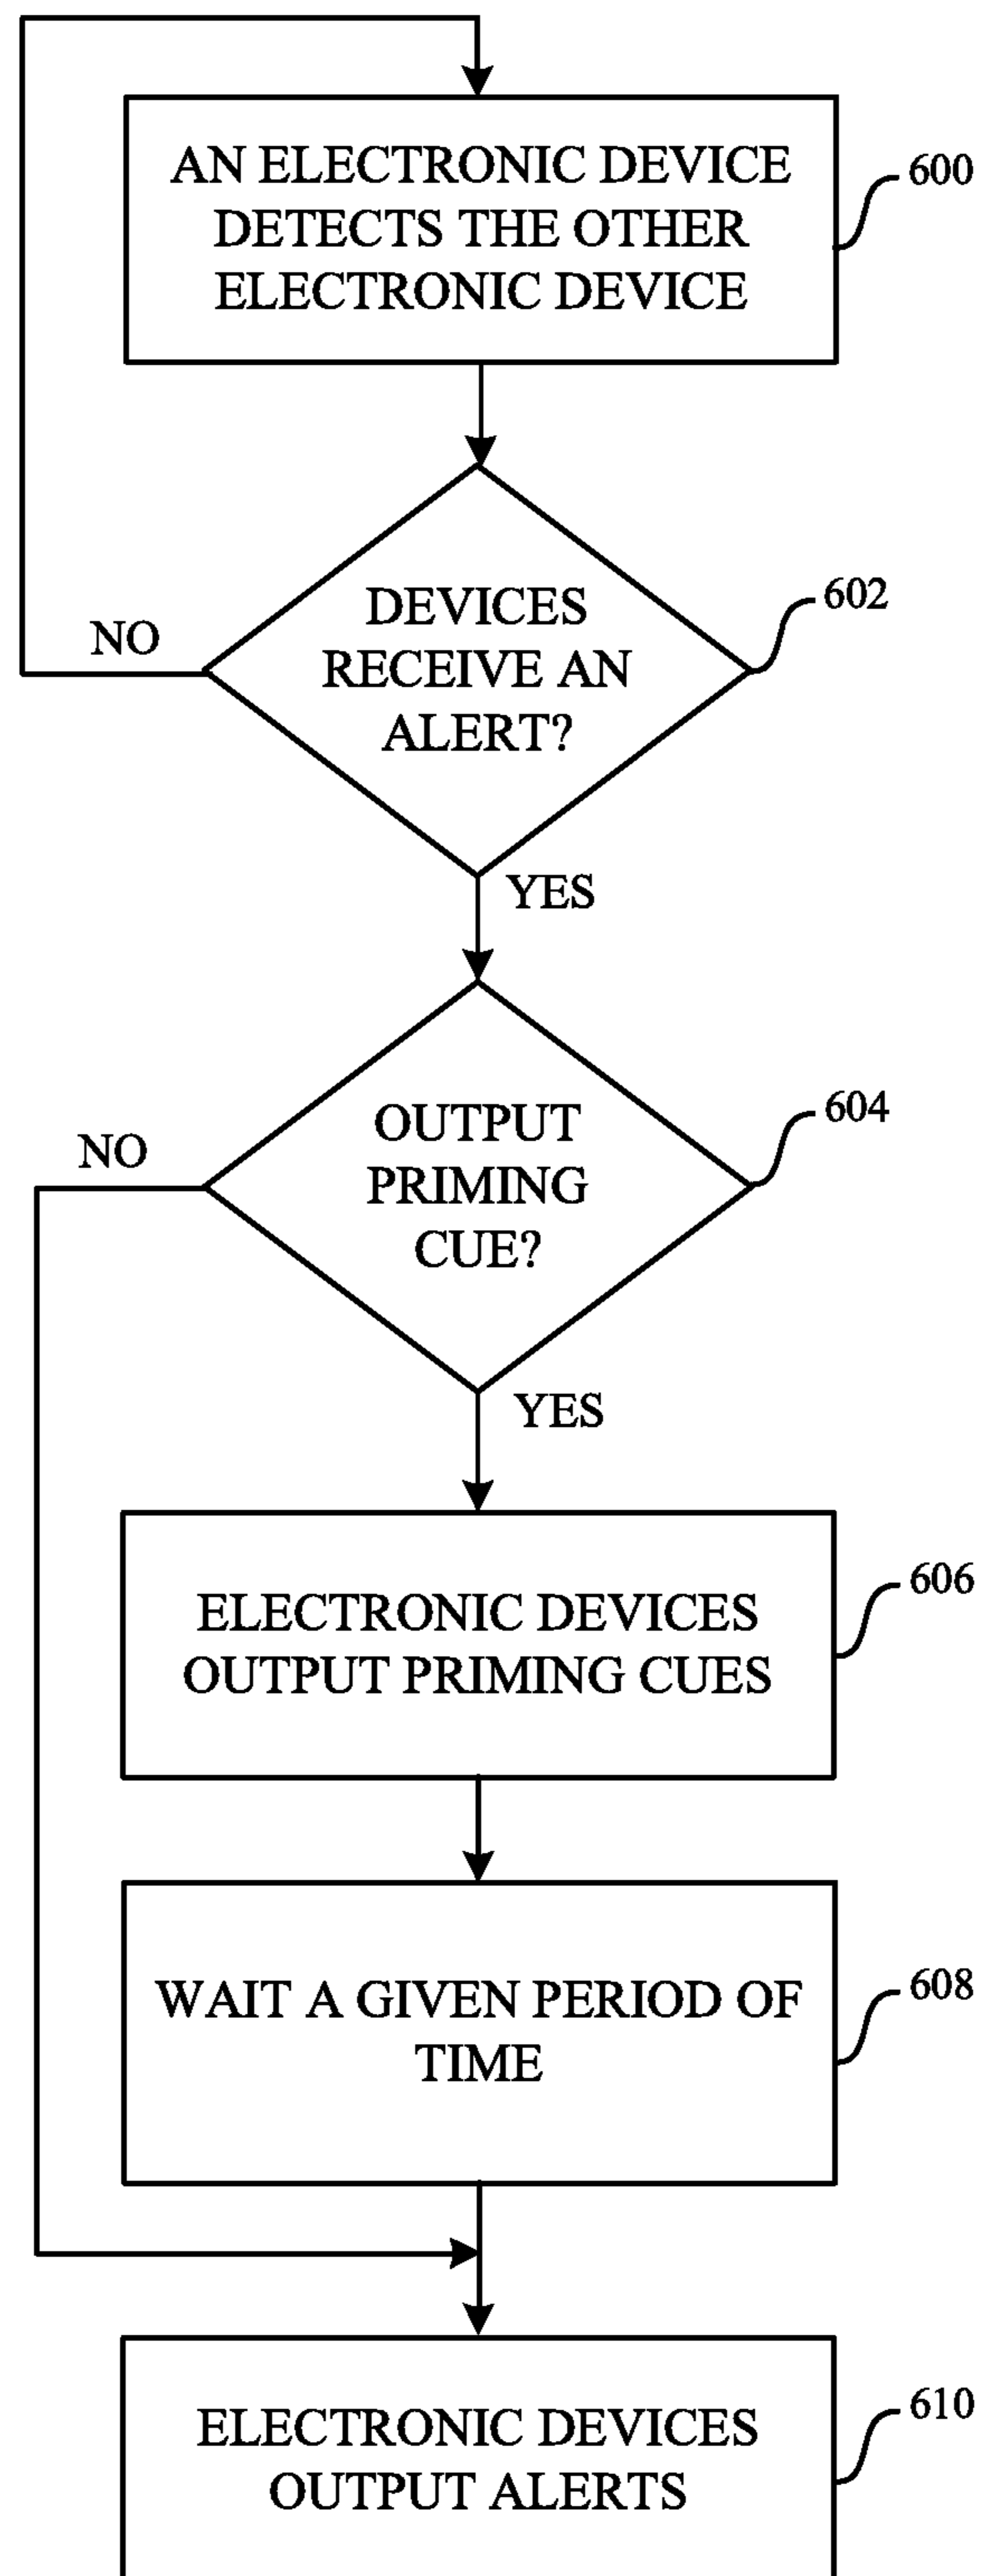 AN ELECTRONIC DEVICE
DETECTS THE OTHER
ELECTRONIC DEVICE
600
DEVICES
RECEIVE AN
ALERT?
602
NO
YES
OUTPUT
PRIMING
CUE?
604
NO
YES
ELECTRONIC DEVICES
OUTPUT PRIMING CUES
606
WAIT A GIVEN PERIOD OF
TIME
608
ELECTRONIC DEVICES
OUTPUT ALERTS
610